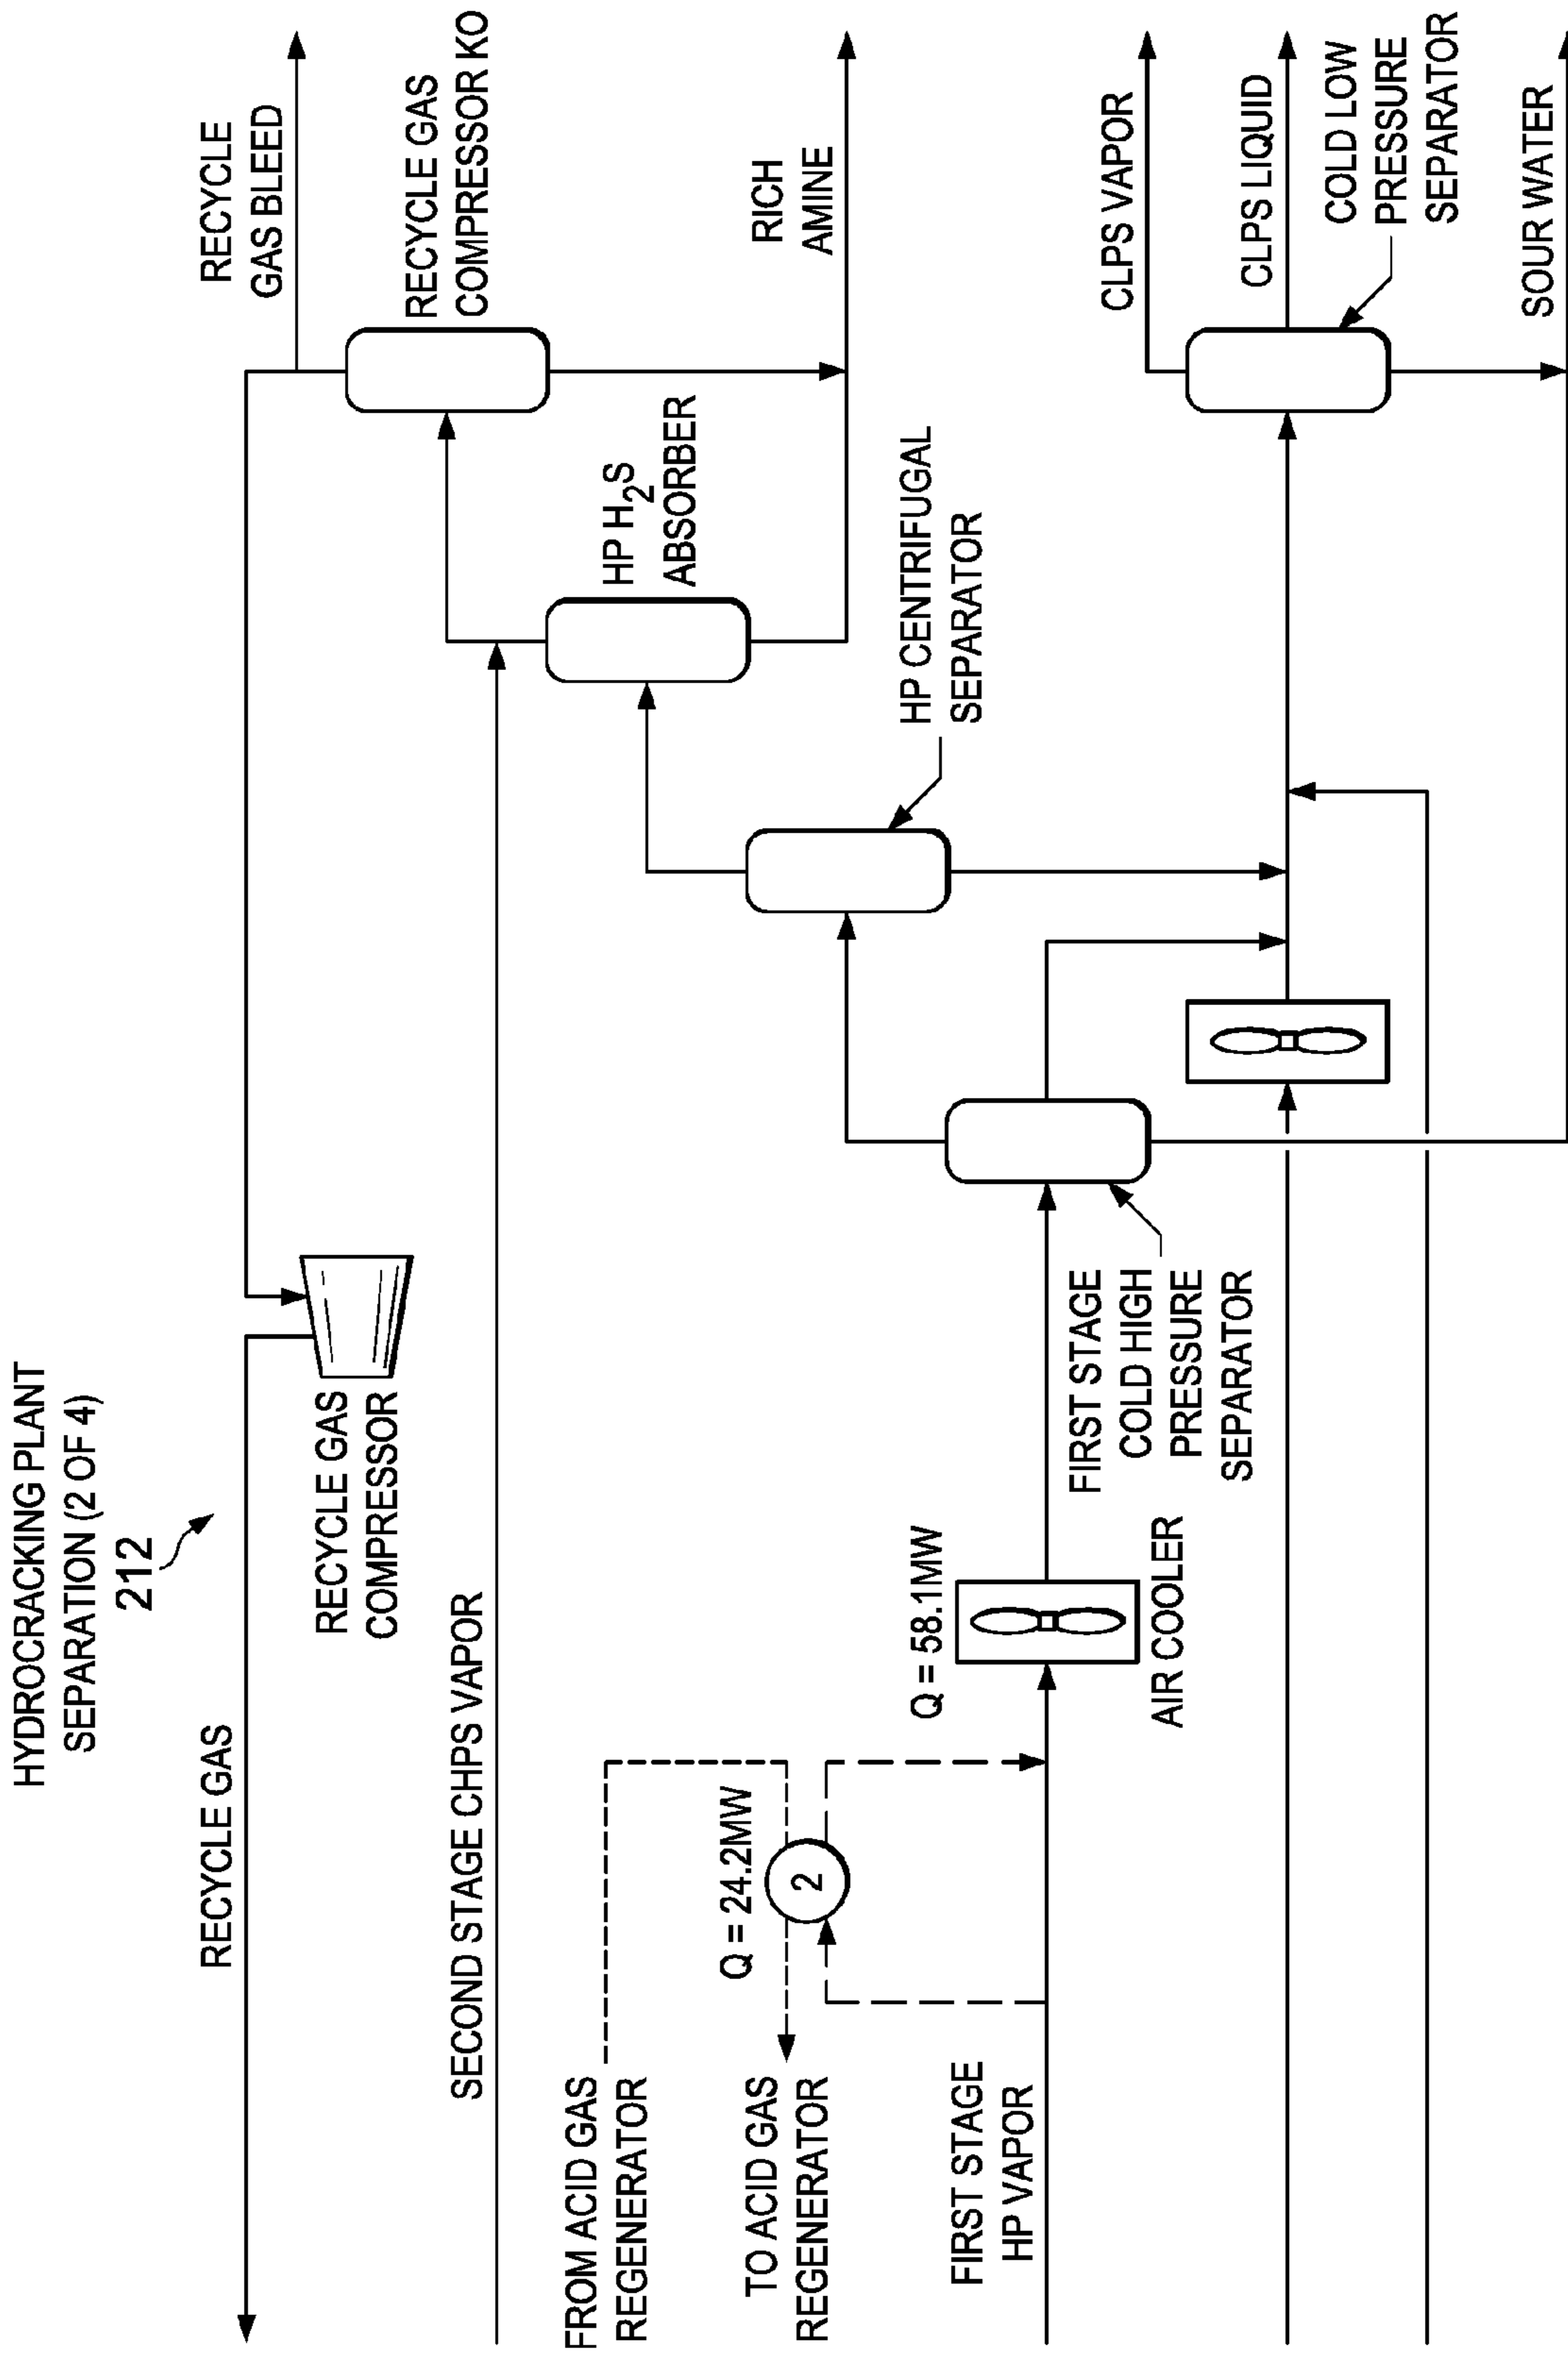 HYDROCRACKING PLANT
SEPARATION (2 OF 4)
212
RECYCLE GAS
RECYCLE GAS
COMPRESSOR
RECYCLE
GAS BLEED
RECYCLE GAS
COMPRESSOR KO
SECOND STAGE CHPS VAPOR
HP H2S
ABSORBER
RICH
AMINE
FROM ACID GAS
REGENERATOR
Q = 24.2MW
2
TO ACID GAS
REGENERATOR
HP CENTRIFUGAL
SEPARATOR
FIRST STAGE
HP VAPOR
Q = 58.1MW
AIR COOLER
FIRST STAGE
COLD HIGH
PRESSURE
SEPARATOR
CLPS VAPOR
CLPS LIQUID
COLD LOW
PRESSURE
SEPARATOR
SOUR WATER